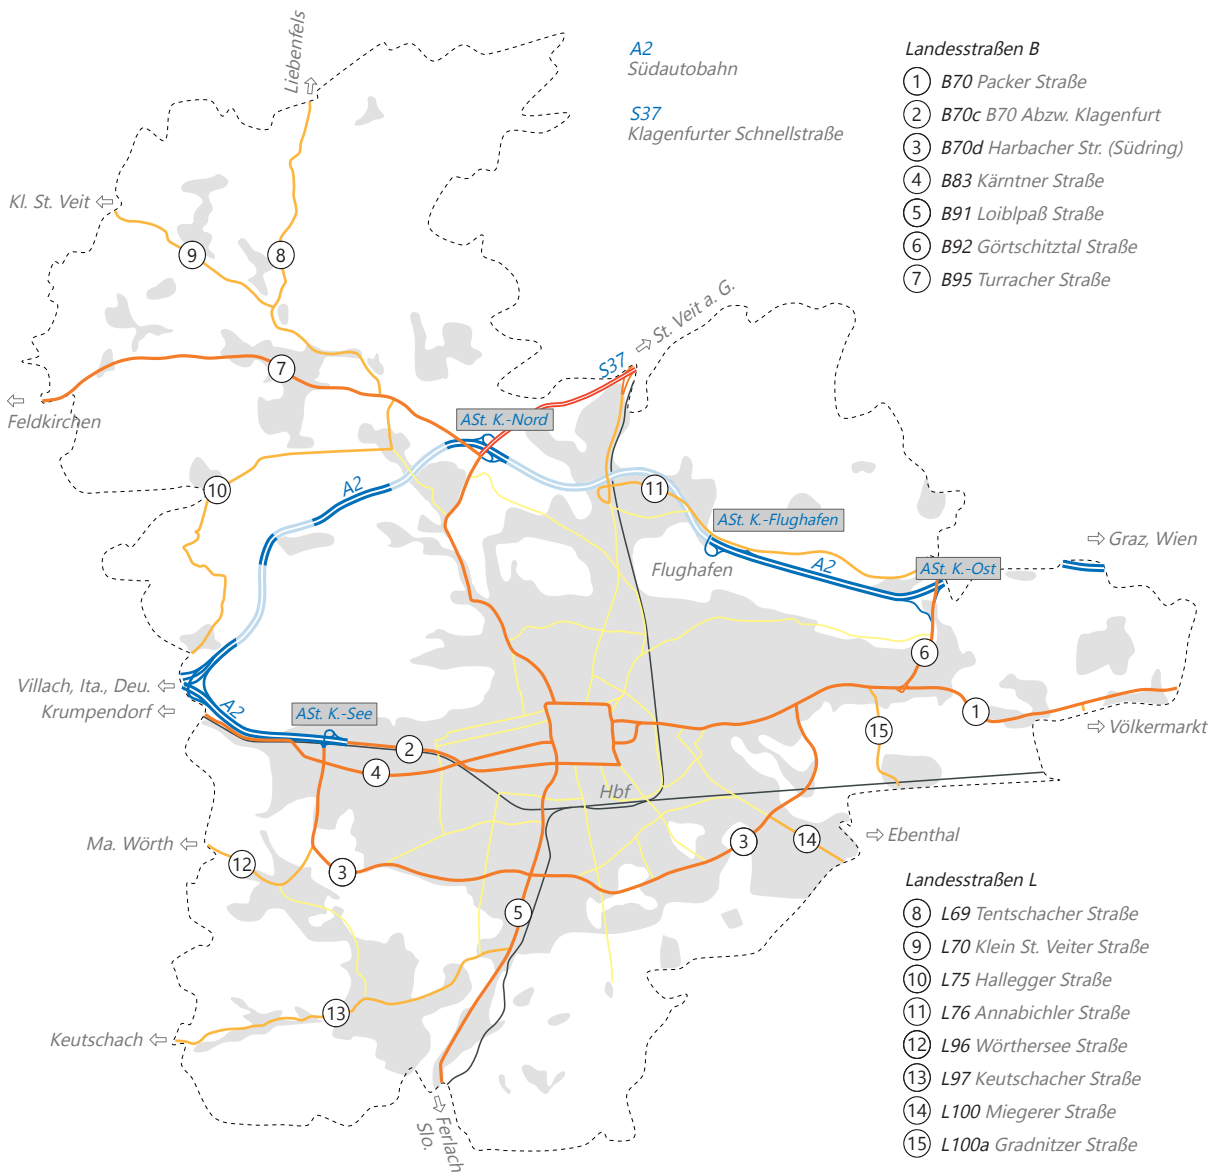 A2
Südautobahn
S37
Klagenfurter Schnellstraße
Landesstraßen B
1 B70 Packer Straße
2 B70c B70 Abzw. Klagenfurt
3 B70d Harbacher Str. (Südring)
4 B83 Kärntner Straße
5 B91 Loiblpaß Straße
6 B92 Görtschitztal Straße
7 B95 Turracher Straße
Liebenfels
Kl. St. Veit
9
8
St. Veit a. G.
S37
7
Feldkirchen
ASt. K.-Nord
10
A2
11
ASt. K.-Flughafen
Graz, Wien
Flughafen
A2
ASt. K.-Ost
6
Villach, Ita., Deu.
Krumpendorf
A2
ASt. K.-See
1
Völkermarkt
15
2
4
Hbf
Ma. Wörth
12
3
3
14
Ebenthal
5
13
Keutschach
Ferlach
Slo.
Landesstraßen L
8 L69 Tentschacher Straße
9 L70 Klein St. Veiter Straße
10 L75 Hallegger Straße
11 L76 Annabichler Straße
12 L96 Wörthersee Straße
13 L97 Keutschacher Straße
14 L100 Miegerer Straße
15 L100a Gradnitzer Straße